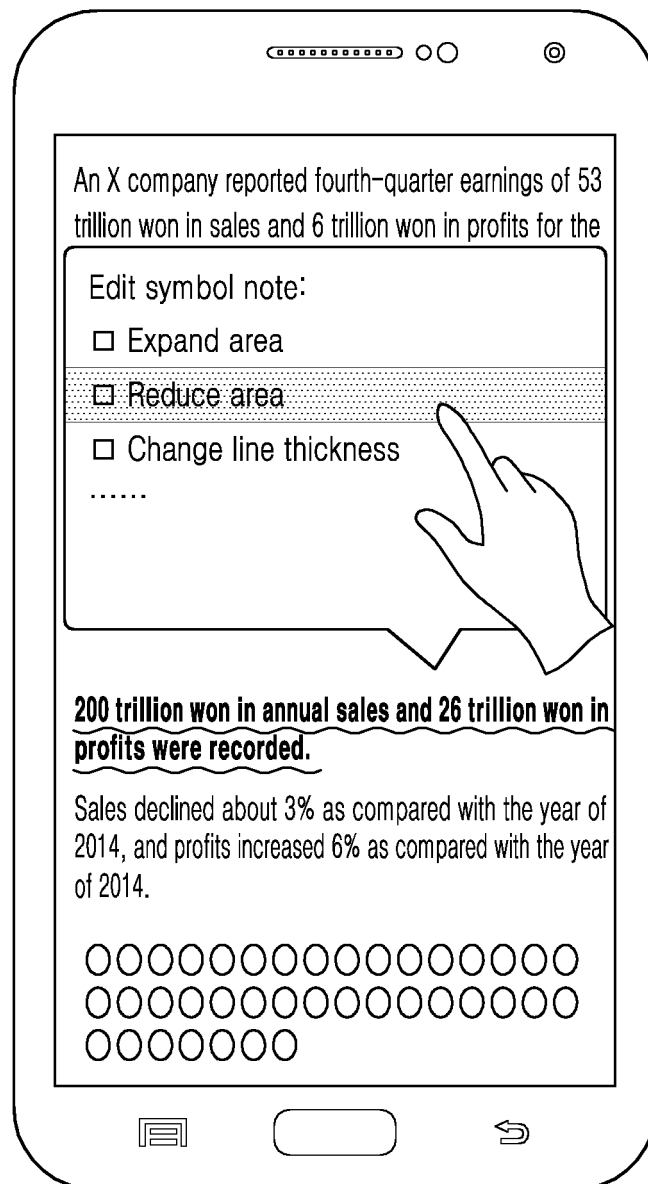 An X company reported fourth-quarter earnings of 53
trillion won in sales and 6 trillion won in profits for the
Edit symbol note:
□ Expand area
□ Reduce area
□ Change line thickness
......
200 trillion won in annual sales and 26 trillion won in
profits were recorded.
Sales declined about 3% as compared with the year of
2014, and profits increased 6% as compared with the year
of 2014.
○○○○○○○○○○○○○○○○
○○○○○○○○○○○○○○○○
○○○○○○○